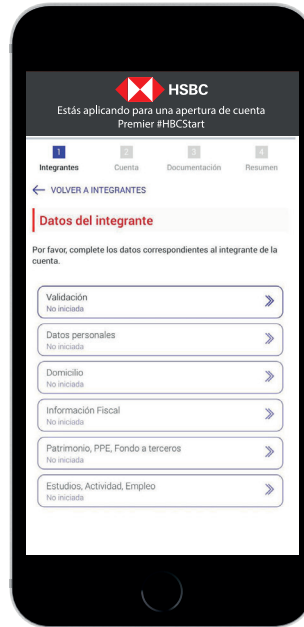 HSBC
Estás aplicando para una apertura de cuenta
Premier #HBCStart
1 2 3 4
Integrantes Cuenta Documentación Resumen
← VOLVER A INTEGRANTES
Datos del integrante
Por favor, complete los datos correspondientes al integrante de la
cuenta.
Validación
No iniciada
Datos personales
No iniciada
Domicilio
No iniciada
Información Fiscal
No iniciada
Patrimonio, PPE, Fondo a terceros
No iniciada
Estudios, Actividad, Empleo
No iniciada